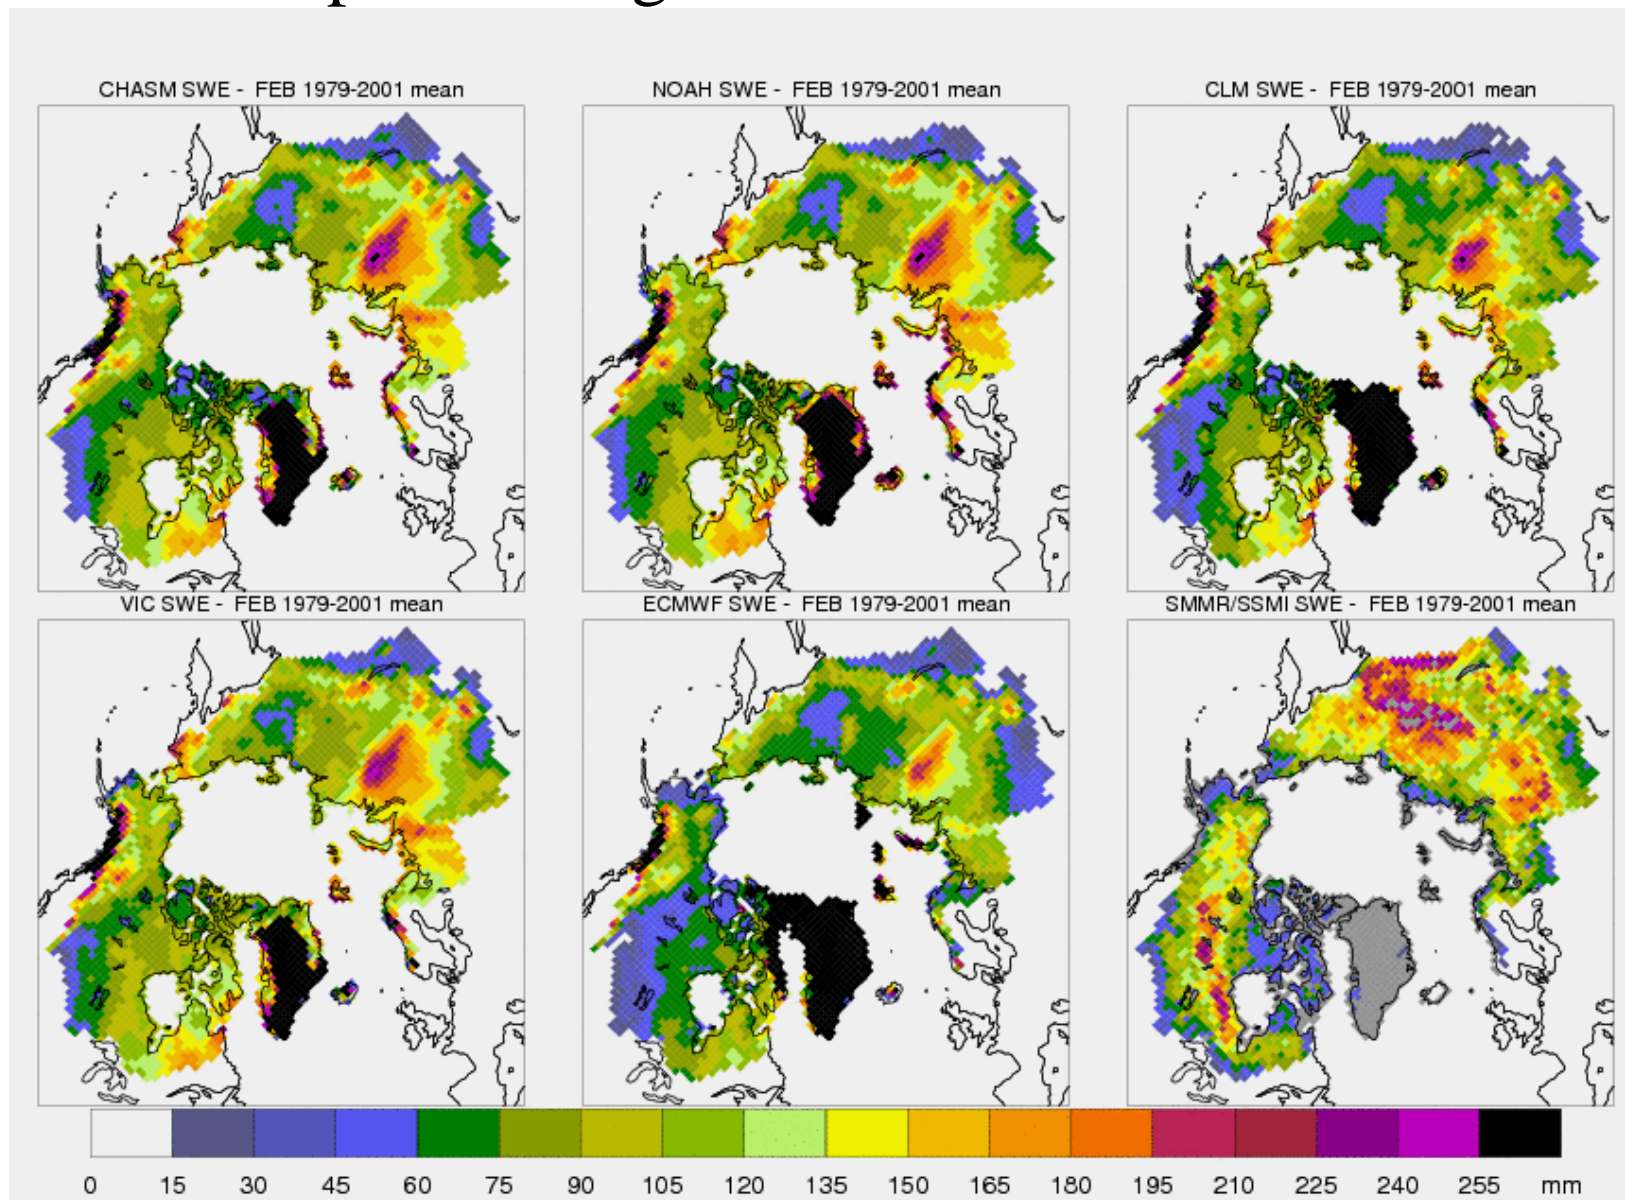 CHASM SWE - FEB 1979-2001 mean
NOAH SWE - FEB 1979-2001 mean
CLM SWE - FEB 1979-2001 mean
VIC SWE - FEB 1979-2001 mean
ECMWF SWE - FEB 1979-2001 mean
SMMR/SSMI SWE - FEB 1979-2001 mean
0 15 30 45 60 75 90 105 120 135 150 165 180 195 210 225 240 255 mm